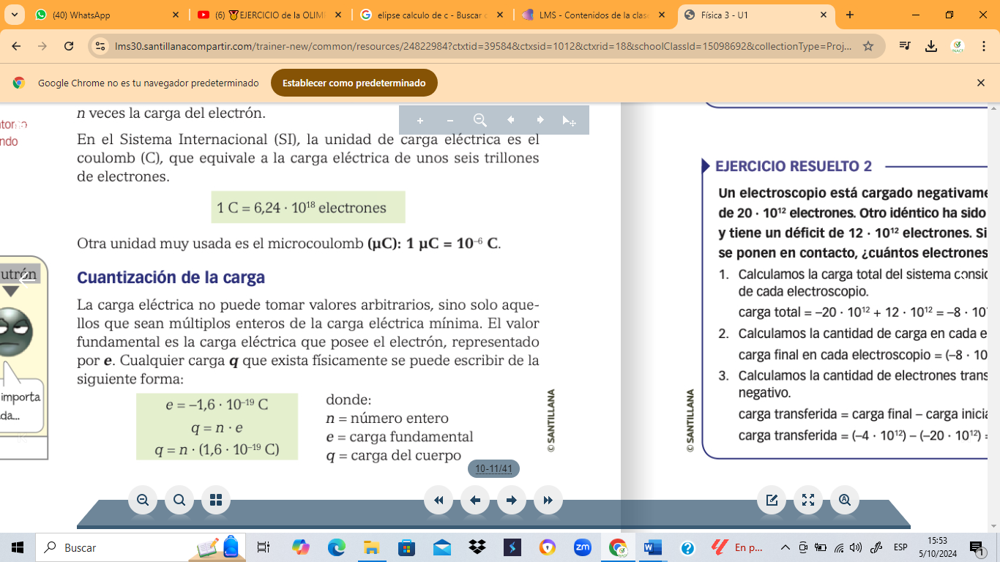 (40) WhatsApp
(6) 🏅EJERCICIO de la OLIM
elipse calculo de c - Buscar c
LMS - Contenidos de la clase
Física 3 - U1
lms30.santillanacompartir.com/trainer-new/common/resources/24822984?ctxtid=39584&ctxsid=1012&ctxrid=18&schoolClassId=15098692&collectionType=Proj...
Google Chrome no es tu navegador predeterminado
Establecer como predeterminado
ndo
utrón
importa
da...
n veces la carga del electrón.
En el Sistema Internacional (SI), la unidad de carga eléctrica es el
coulomb (C), que equivale a la carga eléctrica de unos seis trillones
de electrones.
1 C = 6,24 · 10¹⁸ electrones
Otra unidad muy usada es el microcoulomb (µC): 1 µC = 10⁻⁶ C.
Cuantización de la carga
La carga eléctrica no puede tomar valores arbitrarios, sino solo aque-
llos que sean múltiplos enteros de la carga eléctrica mínima. El valor
fundamental es la carga eléctrica que posee el electrón, representado
por e. Cualquier carga q que exista físicamente se puede escribir de la
siguiente forma:
e = –1,6 · 10⁻¹⁹ C
q = n · e
q = n · (1,6 · 10⁻¹⁹ C)
donde:
n = número entero
e = carga fundamental
q = carga del cuerpo
© SANTILLANA
10-11/41
© SANTILLANA
EJERCICIO RESUELTO 2
Un electroscopio está cargado negativame
de 20 · 10¹² electrones. Otro idéntico ha sido
y tiene un déficit de 12 · 10¹² electrones. Si
se ponen en contacto, ¿cuántos electrones
1. Calculamos la carga total del sistema consid
de cada electroscopio.
carga total = –20 · 10¹² + 12 · 10¹² = –8 · 10
2. Calculamos la cantidad de carga en cada e
carga final en cada electroscopio = (–8 · 10
3. Calculamos la cantidad de electrones trans
negativo.
carga transferida = carga final – carga inicia
carga transferida = (–4 · 10¹²) – (–20 · 10¹²) =
Buscar
zm
En p...
ESP
15:53
5/10/2024
1